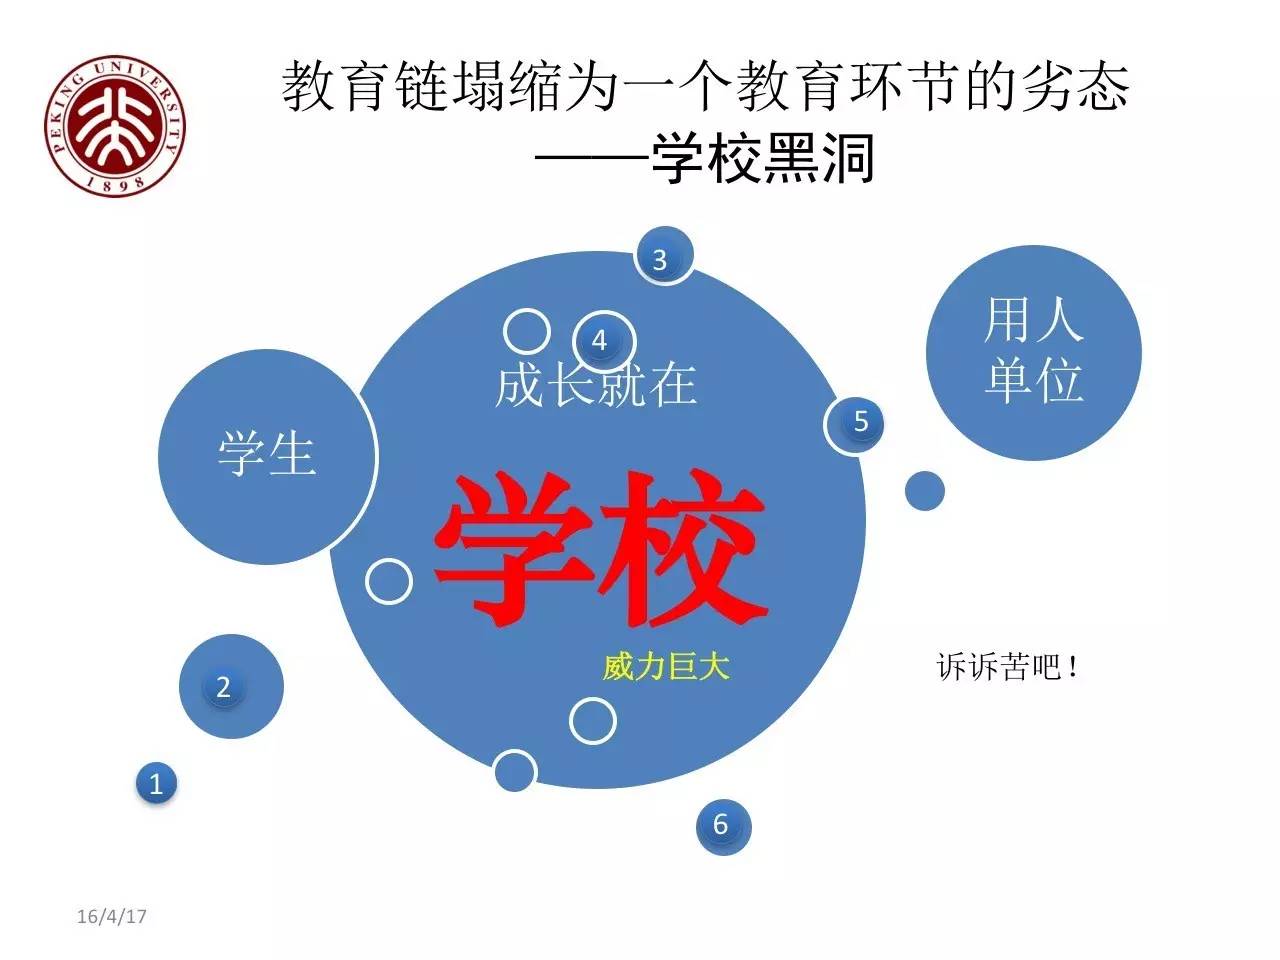 PEKING UNIVERSITY
1898
教育链塌缩为一个教育环节的劣态
——学校黑洞
3
4
成长就在
用人
单位
5
学生
学校
威力巨大
诉诉苦吧！
2
1
6
16/4/17